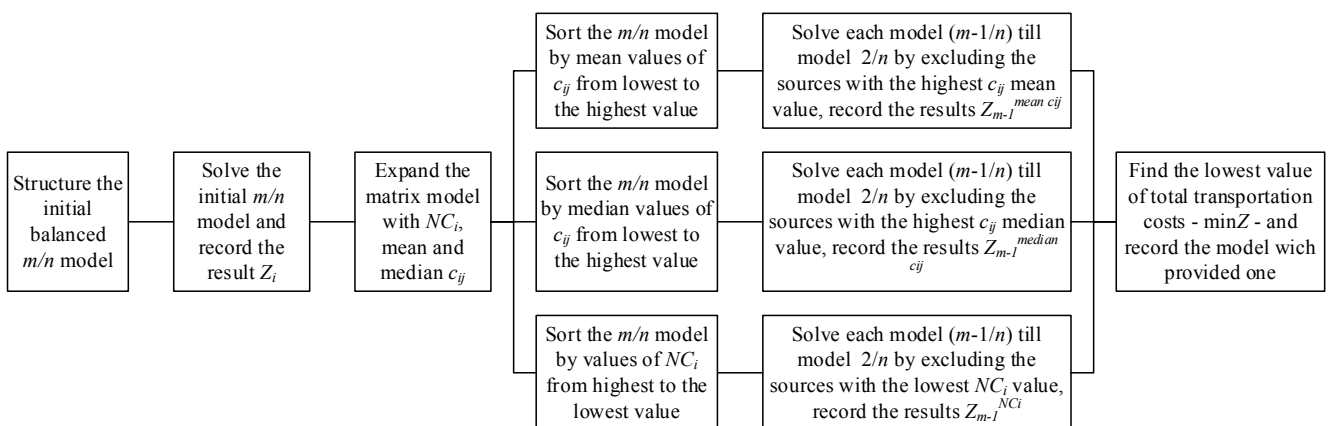 Structure the
initial
balanced
m/n model
Solve the
initial m/n
model and
record the
result Zi
Expand the
matrix model
with NCi,
mean and
median cij
Sort the m/n model
by mean values of
cij from lowest to
the highest value
Solve each model (m-1/n) till
model 2/n by excluding the
sources with the highest cij mean
value, record the results Zm-1 mean cij
Sort the m/n model
by median values of
cij from lowest to
the highest value
Solve each model (m-1/n) till
model 2/n by excluding the
sources with the highest cij median
value, record the results Zm-1 median
cij
Sort the m/n model
by values of NCi
from highest to the
lowest value
Solve each model (m-1/n) till
model 2/n by excluding the
sources with the lowest NCi value,
record the results Zm-1 NCi
Find the lowest value
of total transportation
costs - minZ - and
record the model wich
provided one